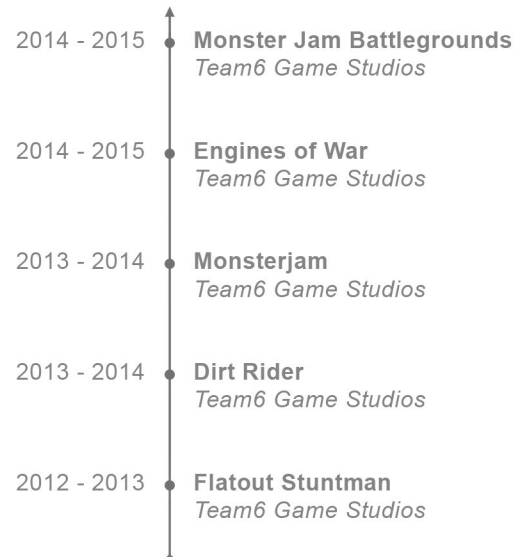 2014 - 2015 Monster Jam Battlegrounds
Team6 Game Studios
2014 - 2015 Engines of War
Team6 Game Studios
2013 - 2014 Monsterjam
Team6 Game Studios
2013 - 2014 Dirt Rider
Team6 Game Studios
2012 - 2013 Flatout Stuntman
Team6 Game Studios